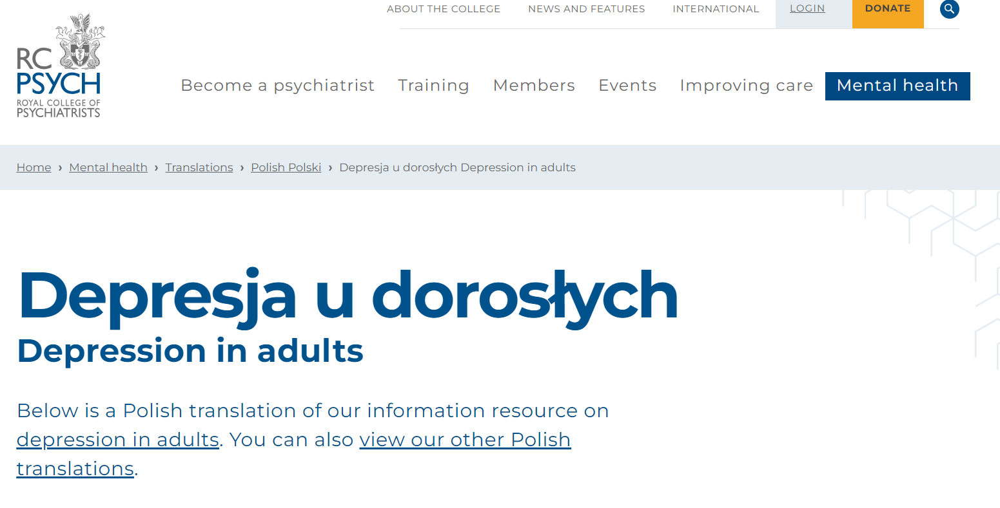 ABOUT THE COLLEGE NEWS AND FEATURES INTERNATIONAL LOGIN DONATE
RC
PSYCH
ROYAL COLLEGE OF
PSYCHIATRISTS
Become a psychiatrist Training Members Events Improving care Mental health
Home › Mental health › Translations › Polish Polski › Depresja u dorosłych Depression in adults
Depresja u dorosłych
Depression in adults
Below is a Polish translation of our information resource on
depression in adults. You can also view our other Polish
translations.